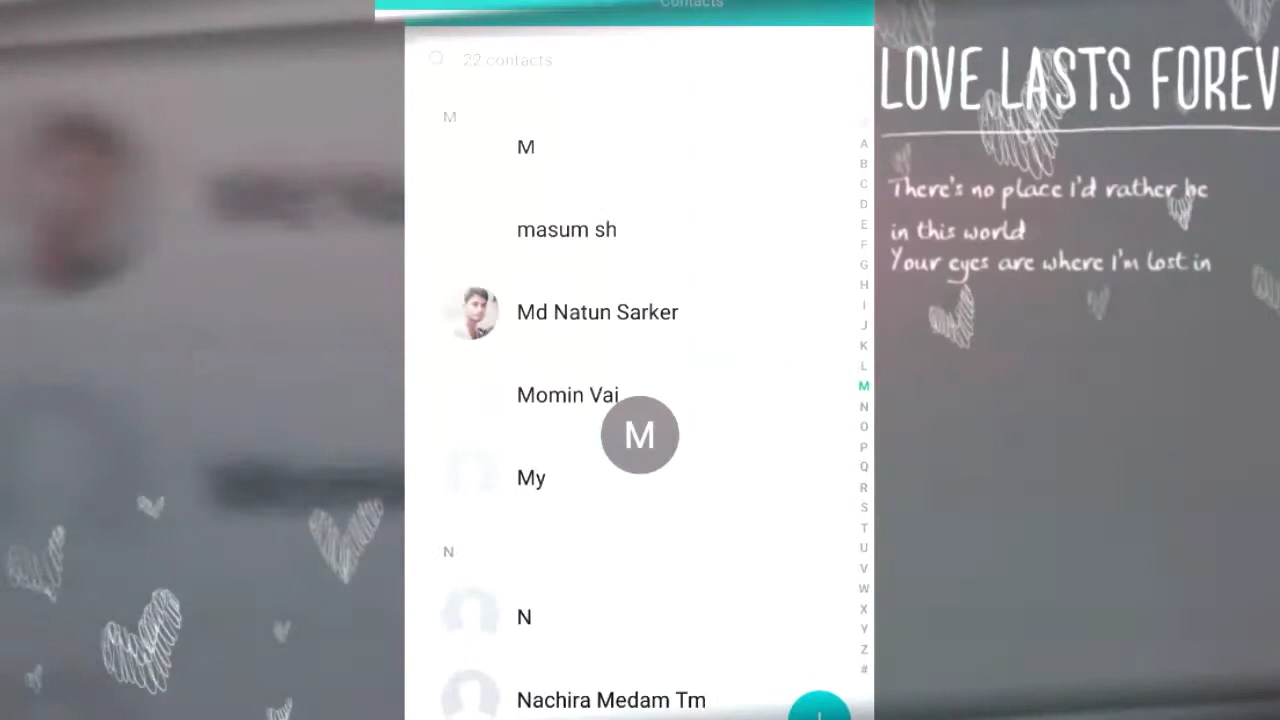 Contacts
22 contacts
M
M
masum sh
Md Natun Sarker
Momin Vai
M
My
N
N
Nachira Medam Tm
A
B
C
D
E
F
G
H
I
J
K
L
M
N
O
P
Q
R
S
T
U
V
W
X
Y
Z
#
LOVE LASTS FOREV
There's no place I'd rather be
in this world
Your eyes are where I'm lost in